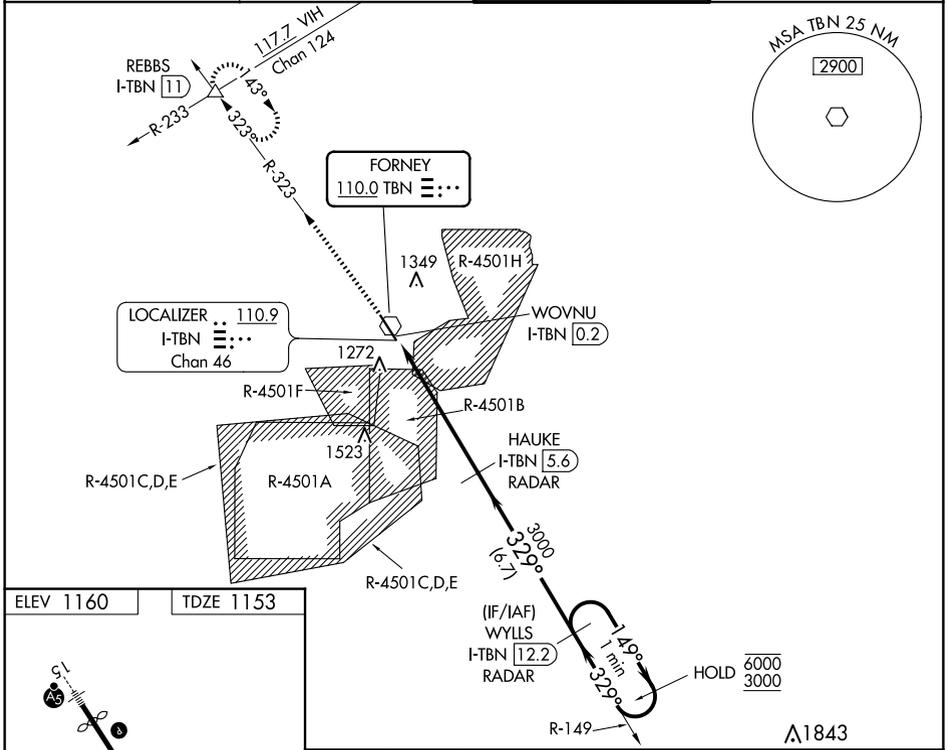 117.7 VIH
Chan 124
REBBS
I-TBN 11
R-233
143°
323°
R-323
MSA TBN 25 NM
2900
FORNEY
110.0 TBN
1349
R-4501H
LOCALIZER 110.9
I-TBN
Chan 46
WOVNU
I-TBN 0.2
1272
R-4501F
R-4501B
1523
HAUKE
I-TBN 5.6
RADAR
R-4501C,D,E
R-4501A
3000
329°
(6.7)
R-4501C,D,E
ELEV 1160
TDZE 1153
(IF/IAF)
WYLLS
I-TBN 12.2
RADAR
149°
1 min
329°
HOLD 6000
3000
R-149
1843
15
A5